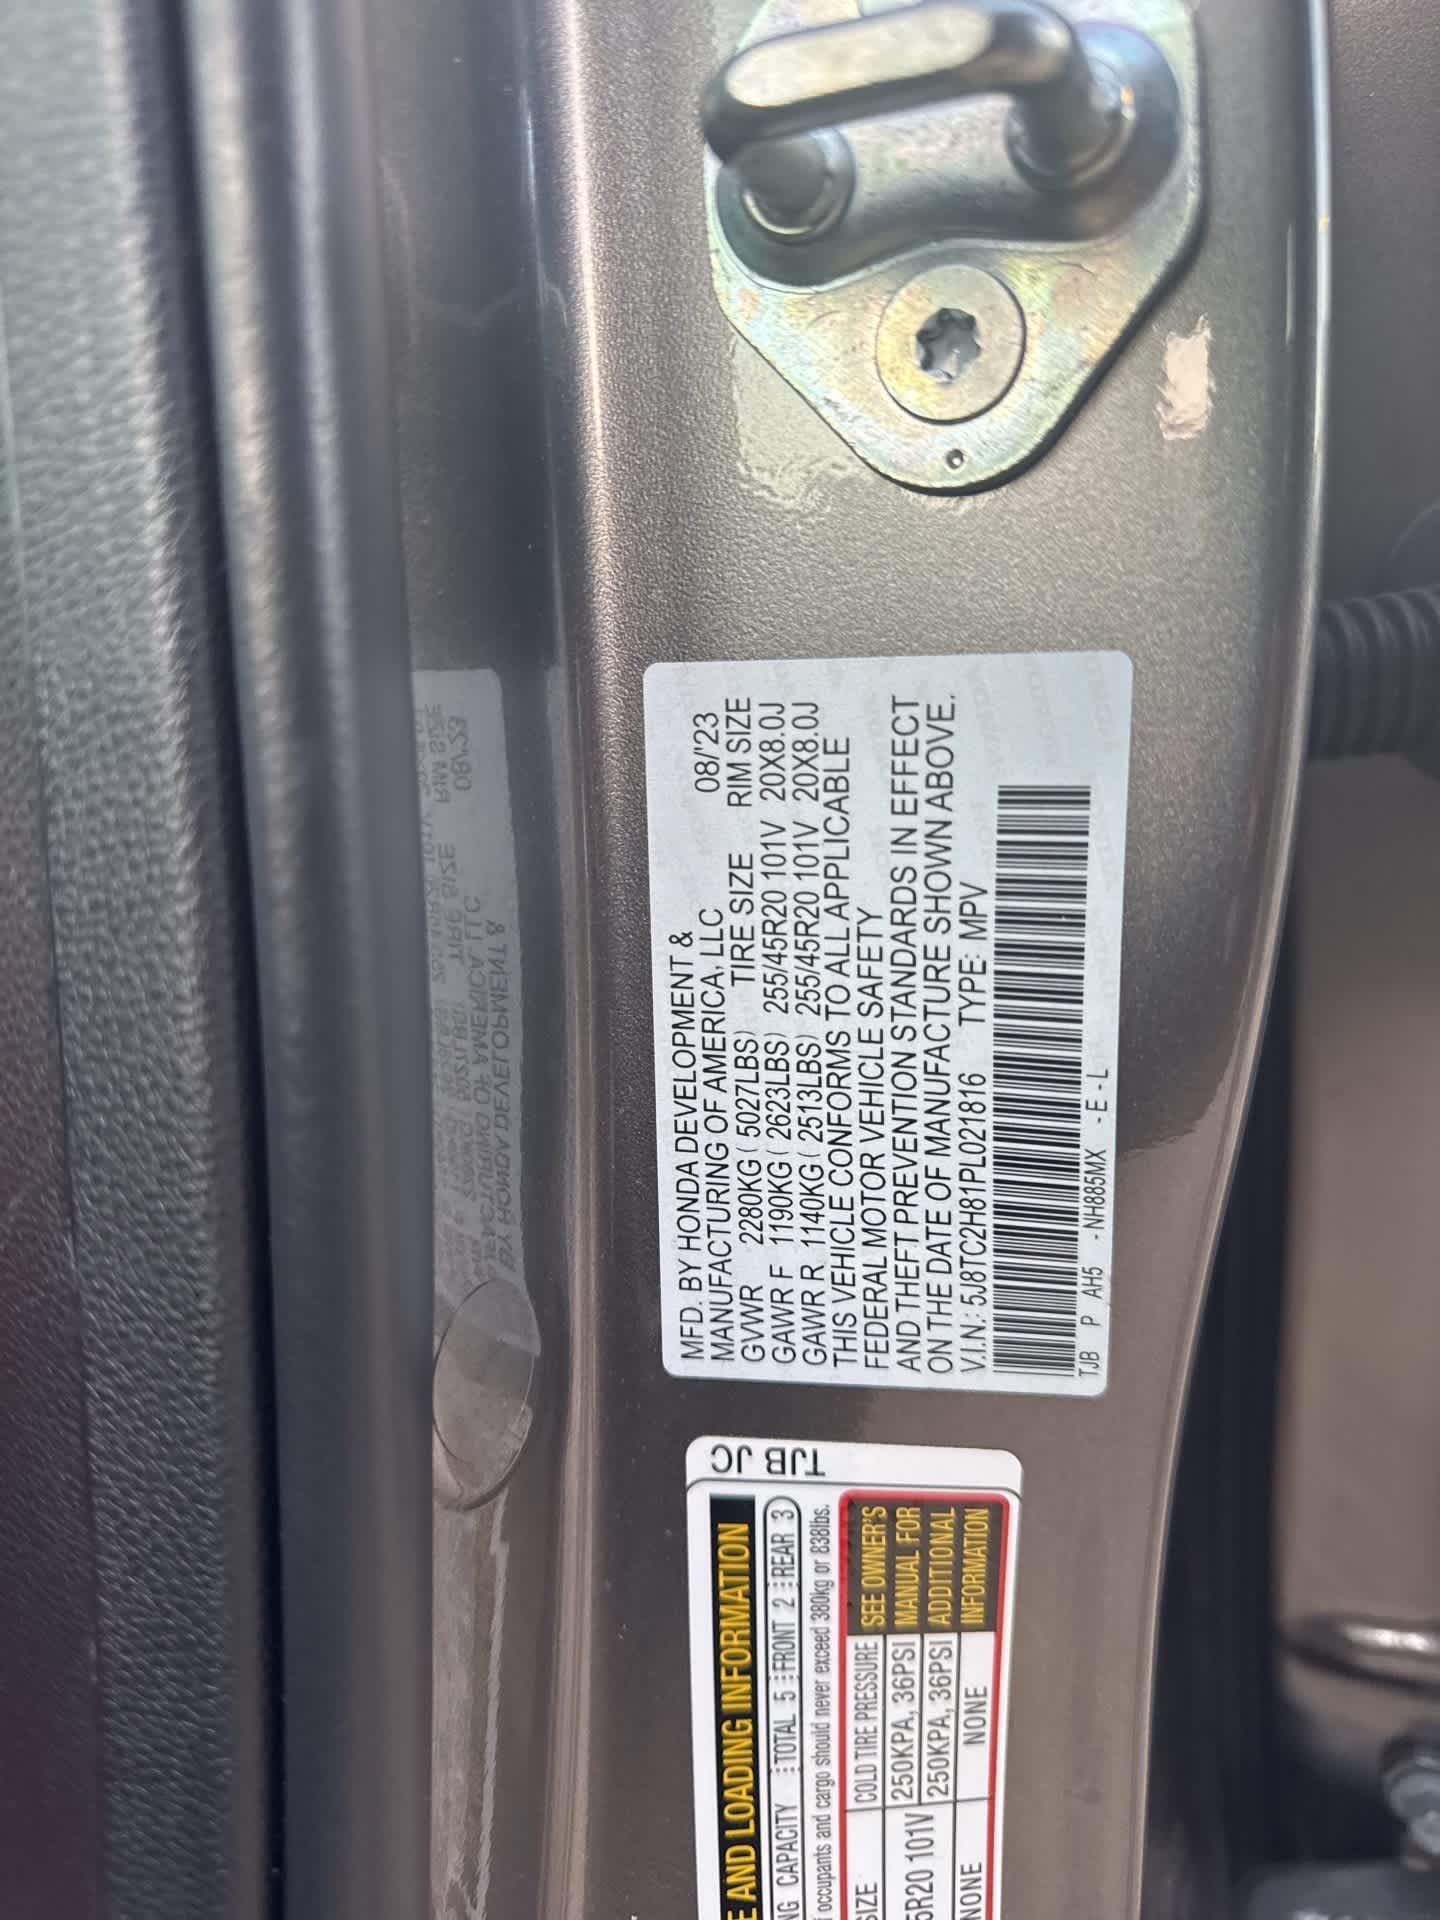 MFD. BY HONDA DEVELOPMENT &
MANUFACTURING OF AMERICA, LLC 08/'23
GVWR 2280KG ( 5027LBS) TIRE SIZE RIM SIZE
GAWR F 1190KG ( 2623LBS) 255/45R20 101V 20X8.0J
GAWR R 1140KG ( 2513LBS) 255/45R20 101V 20X8.0J
THIS VEHICLE CONFORMS TO ALL APPLICABLE
FEDERAL MOTOR VEHICLE SAFETY
AND THEFT PREVENTION STANDARDS IN EFFECT
ON THE DATE OF MANUFACTURE SHOWN ABOVE.
V.I.N.: 5J8TC2H81PL021816 TYPE: MPV
TJB P AH5 - NH885MX - E - L
TJB JC
AND LOADING INFORMATION
CAPACITY TOTAL 5 FRONT 2 REAR 3
occupants and cargo should never exceed 380kg or 838lbs.
COLD TIRE PRESSURE SEE OWNER'S
5R20 101V 250KPA, 36PSI MANUAL FOR
250KPA, 36PSI ADDITIONAL
NONE NONE INFORMATION